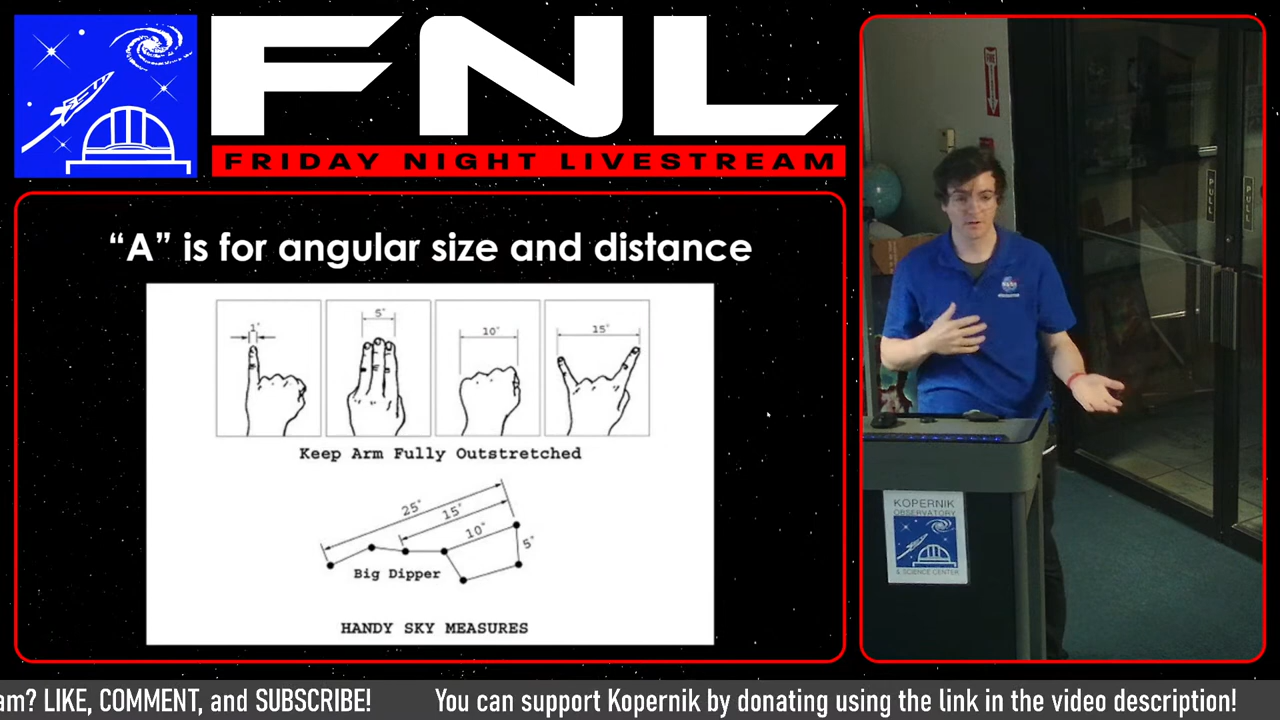 FNL
FRIDAY NIGHT LIVESTREAM
“A” is for angular size and distance
1°
5°
10°
15°
Keep Arm Fully Outstretched
25°
15°
10°
5°
Big Dipper
HANDY SKY MEASURES
PULL
PULL
KOPERNIK
OBSERVATORY
& SCIENCE CENTER
am? LIKE, COMMENT, and SUBSCRIBE!
You can support Kopernik by donating using the link in the video description!